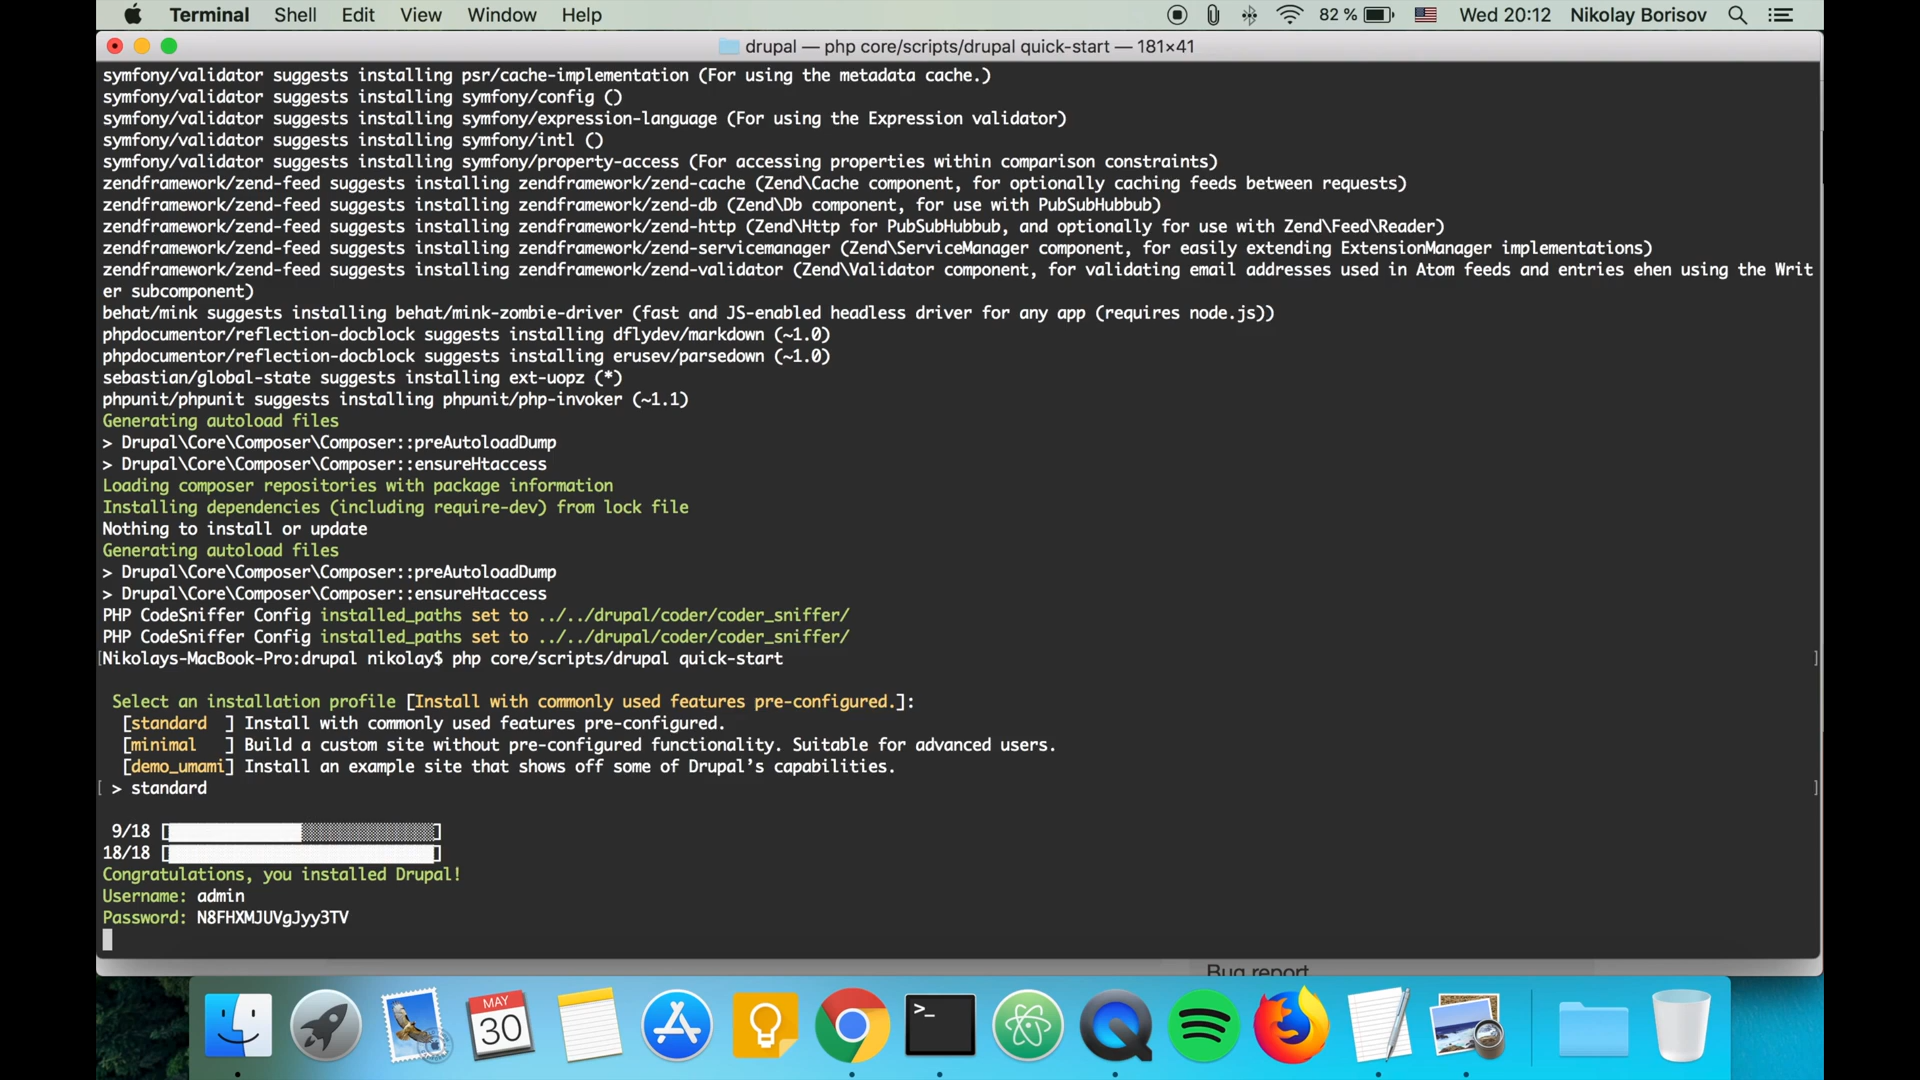 Terminal Shell Edit View Window Help 82 % Wed 20:12 Nikolay Borisov
drupal — php core/scripts/drupal quick-start — 181×41
symfony/validator suggests installing psr/cache-implementation (For using the metadata cache.)
symfony/validator suggests installing symfony/config ()
symfony/validator suggests installing symfony/expression-language (For using the Expression validator)
symfony/validator suggests installing symfony/intl ()
symfony/validator suggests installing symfony/property-access (For accessing properties within comparison constraints)
zendframework/zend-feed suggests installing zendframework/zend-cache (Zend\Cache component, for optionally caching feeds between requests)
zendframework/zend-feed suggests installing zendframework/zend-db (Zend\Db component, for use with PubSubHubbub)
zendframework/zend-feed suggests installing zendframework/zend-http (Zend\Http for PubSubHubbub, and optionally for use with Zend\Feed\Reader)
zendframework/zend-feed suggests installing zendframework/zend-servicemanager (Zend\ServiceManager component, for easily extending ExtensionManager implementations)
zendframework/zend-feed suggests installing zendframework/zend-validator (Zend\Validator component, for validating email addresses used in Atom feeds and entries ehen using the Writ
er subcomponent)
behat/mink suggests installing behat/mink-zombie-driver (fast and JS-enabled headless driver for any app (requires node.js))
phpdocumentor/reflection-docblock suggests installing dflydev/markdown (~1.0)
phpdocumentor/reflection-docblock suggests installing erusev/parsedown (~1.0)
sebastian/global-state suggests installing ext-uopz (*)
phpunit/phpunit suggests installing phpunit/php-invoker (~1.1)
Generating autoload files
> Drupal\Core\Composer\Composer::preAutoloadDump
> Drupal\Core\Composer\Composer::ensureHtaccess
Loading composer repositories with package information
Installing dependencies (including require-dev) from lock file
Nothing to install or update
Generating autoload files
> Drupal\Core\Composer\Composer::preAutoloadDump
> Drupal\Core\Composer\Composer::ensureHtaccess
PHP CodeSniffer Config installed_paths set to ../../drupal/coder/coder_sniffer/
PHP CodeSniffer Config installed_paths set to ../../drupal/coder/coder_sniffer/
[Nikolays-MacBook-Pro:drupal nikolay$ php core/scripts/drupal quick-start ]
Select an installation profile [Install with commonly used features pre-configured.]:
[standard ] Install with commonly used features pre-configured.
[minimal ] Build a custom site without pre-configured functionality. Suitable for advanced users.
[demo_umami] Install an example site that shows off some of Drupal's capabilities.
[ > standard ]
9/18 [ ]
18/18 [ ]
Congratulations, you installed Drupal!
Username: admin
Password: N8FHXMJUVgJyy3TV
Bug report
MAY
30
>_